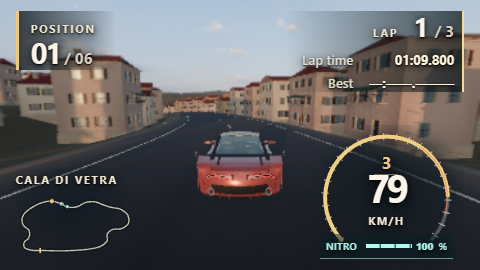 POSITION
01 / 06
LAP 1 / 3
Lap time 01:09.800
Best --:--.---
CALA DI VETRA
3
79
KM/H
NITRO 100 %